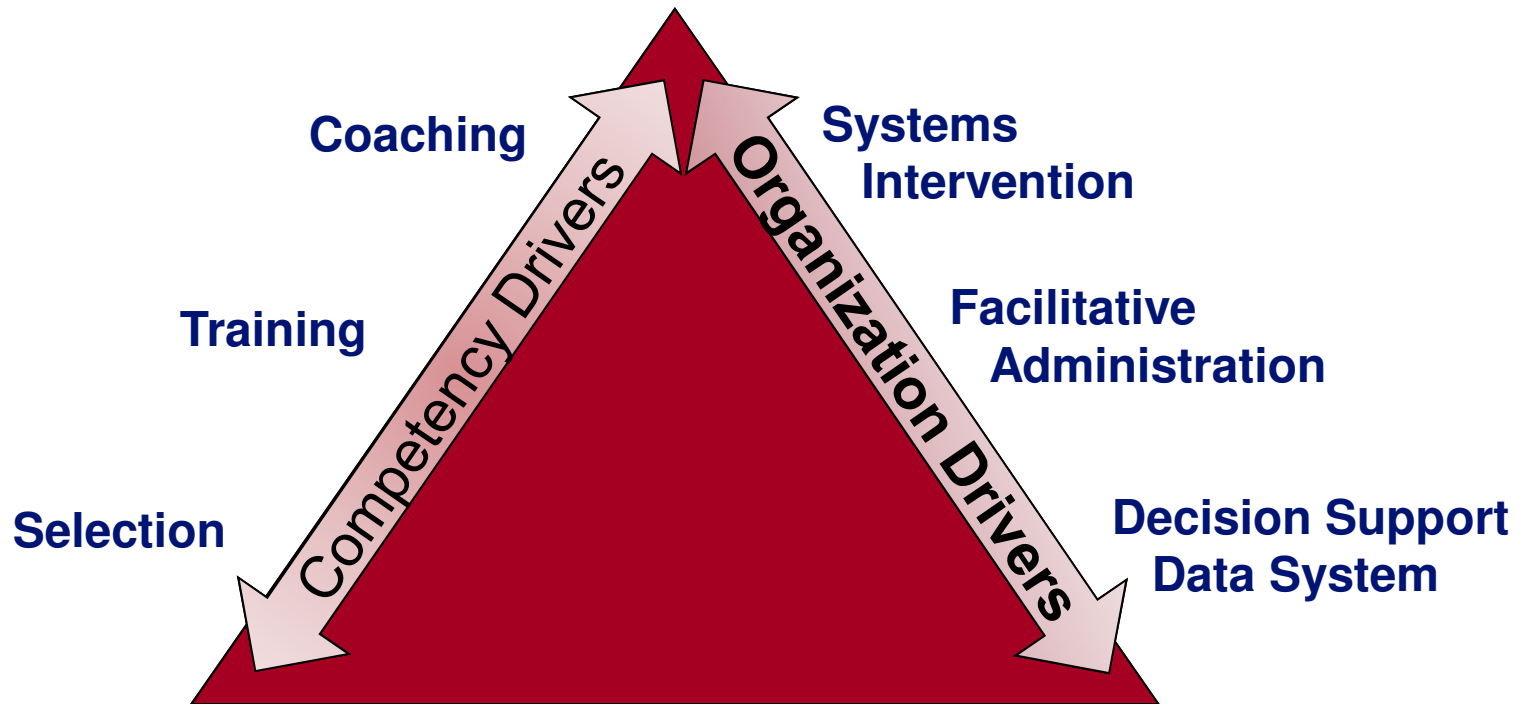 Coaching
Training
Selection
Competency Drivers
Organization Drivers
Systems
Intervention
Facilitative
Administration
Decision Support
Data System